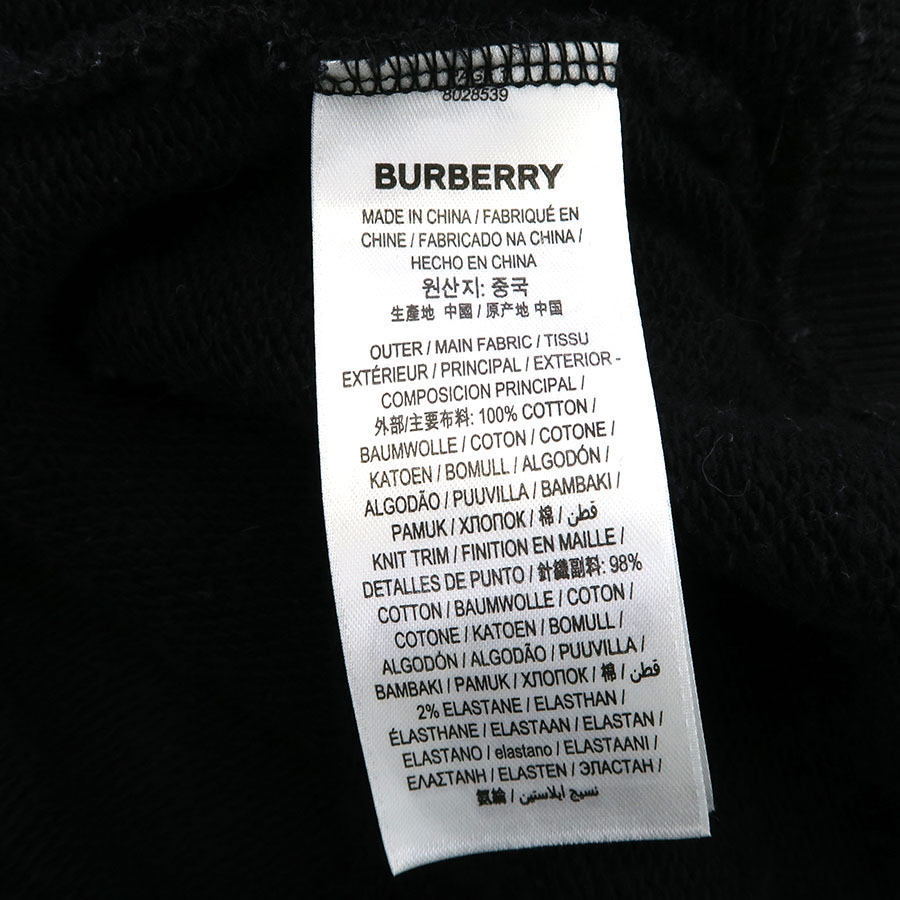 8028539
BURBERRY
MADE IN CHINA / FABRIQUÉ EN
CHINE / FABRICADO NA CHINA /
HECHO EN CHINA
원산지: 중국
生產地 中國 / 原产地 中国
OUTER / MAIN FABRIC / TISSU
EXTÉRIEUR / PRINCIPAL / EXTERIOR -
COMPOSICION PRINCIPAL /
外部/主要布料: 100% COTTON /
BAUMWOLLE / COTON / COTONE /
KATOEN / BOMULL / ALGODÓN /
ALGODÃO / PUUVILLA / BAMBAKI /
PAMUK / ХЛОПОК / 棉 / قطن
KNIT TRIM / FINITION EN MAILLE /
DETALLES DE PUNTO / 針織副料: 98%
COTTON / BAUMWOLLE / COTON /
COTONE / KATOEN / BOMULL /
ALGODÓN / ALGODÃO / PUUVILLA /
BAMBAKI / PAMUK / ХЛОПОК / 棉 / قطن
2% ELASTANE / ELASTHAN /
ÉLASTHANE / ELASTAAN / ELASTAN /
ELASTANO / elastano / ELASTAANI /
ΕΛΑΣΤΑΝΗ / ELASTEN / ЭЛАСТАН /
氨綸 / نسيج ايلاستين